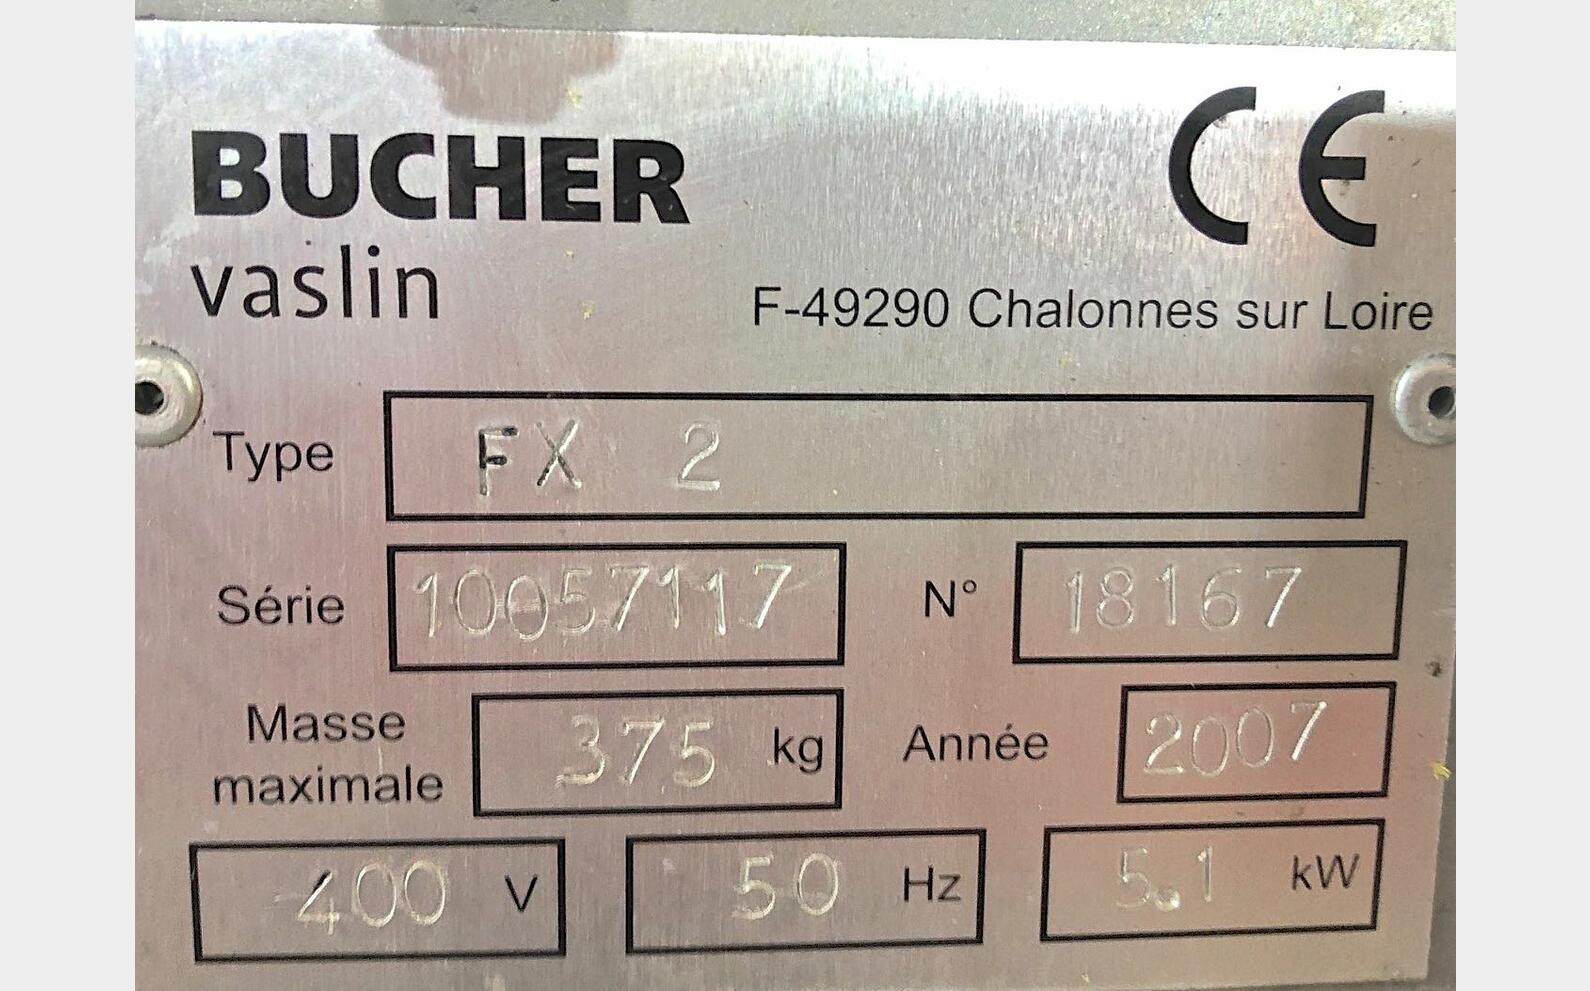 BUCHER
vaslin
CE
F-49290 Chalonnes sur Loire
Type FX 2
Série 10057117 N° 18167
Masse maximale 375 kg Année 2007
400 V 50 Hz 5.1 kW